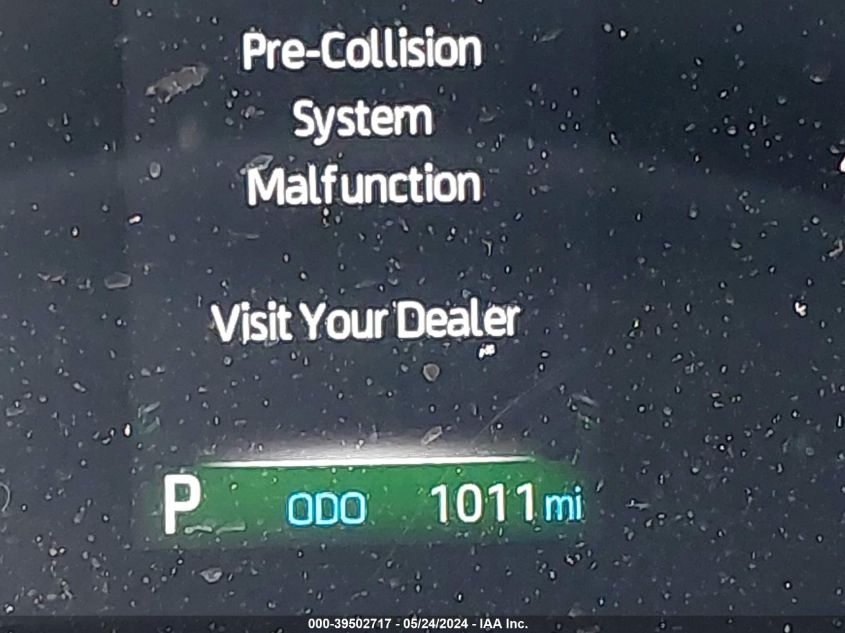 Pre-Collision
System
Malfunction
Visit Your Dealer
P ODO 1011 mi
000-39502717 - 05/24/2024 - IAA Inc.